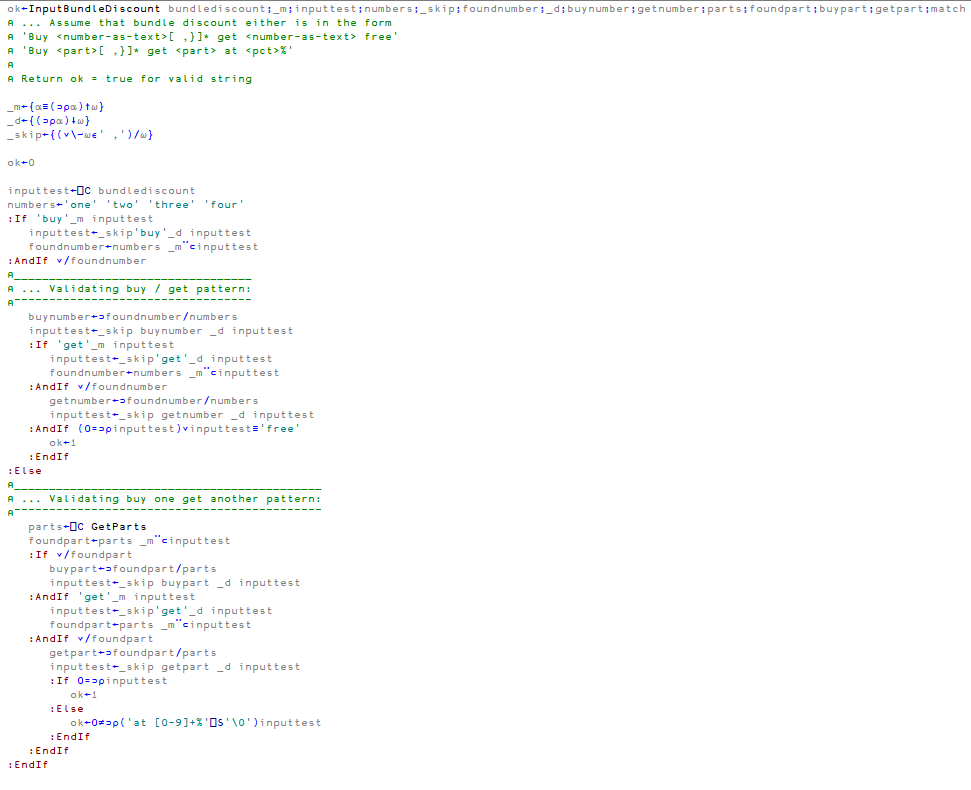 ok←InputBundleDiscount bundlediscount;_m;inputtest;numbers;_skip;foundnumber;_d;buynumber;getnumber;parts;foundpart;buypart;getpart;match
⍝ ... Assume that bundle discount either is in the form
⍝ 'Buy <number-as-text>[ ,}]* get <number-as-text> free'
⍝ 'Buy <part>[ ,}]* get <part> at <pct>%'
⍝
⍝ Return ok = true for valid string
_m←{⍺≡(⊃⍴⍺)↑⍵}
_d←{(⊃⍴⍺)↓⍵}
_skip←{(∨\~⍵∊' ,')/⍵}
ok←0
inputtest←⎕C bundlediscount
numbers←'one' 'two' 'three' 'four'
:If 'buy'_m inputtest
inputtest←_skip'buy'_d inputtest
foundnumber←numbers _m¨⊂inputtest
:AndIf ∨/foundnumber
⍝__________________________________
⍝ ... Validating buy / get pattern:
⍝¯¯¯¯¯¯¯¯¯¯¯¯¯¯¯¯¯¯¯¯¯¯¯¯¯¯¯¯¯¯¯¯¯¯
buynumber←⊃foundnumber/numbers
inputtest←_skip buynumber _d inputtest
:If 'get'_m inputtest
inputtest←_skip'get'_d inputtest
foundnumber←numbers _m¨⊂inputtest
:AndIf ∨/foundnumber
getnumber←⊃foundnumber/numbers
inputtest←_skip getnumber _d inputtest
:AndIf (0=⊃⍴inputtest)∨inputtest≡'free'
ok←1
:EndIf
:Else
⍝____________________________________________
⍝ ... Validating buy one get another pattern:
⍝¯¯¯¯¯¯¯¯¯¯¯¯¯¯¯¯¯¯¯¯¯¯¯¯¯¯¯¯¯¯¯¯¯¯¯¯¯¯¯¯¯¯¯¯
parts←⎕C GetParts
foundpart←parts _m¨⊂inputtest
:If ∨/foundpart
buypart←⊃foundpart/parts
inputtest←_skip buypart _d inputtest
:AndIf 'get'_m inputtest
inputtest←_skip'get'_d inputtest
foundpart←parts _m¨⊂inputtest
:AndIf ∨/foundpart
getpart←⊃foundpart/parts
inputtest←_skip getpart _d inputtest
:If 0=⊃⍴inputtest
ok←1
:Else
ok←0≠⊃⍴('at [0-9]+%'⎕S'\0')inputtest
:EndIf
:EndIf
:EndIf